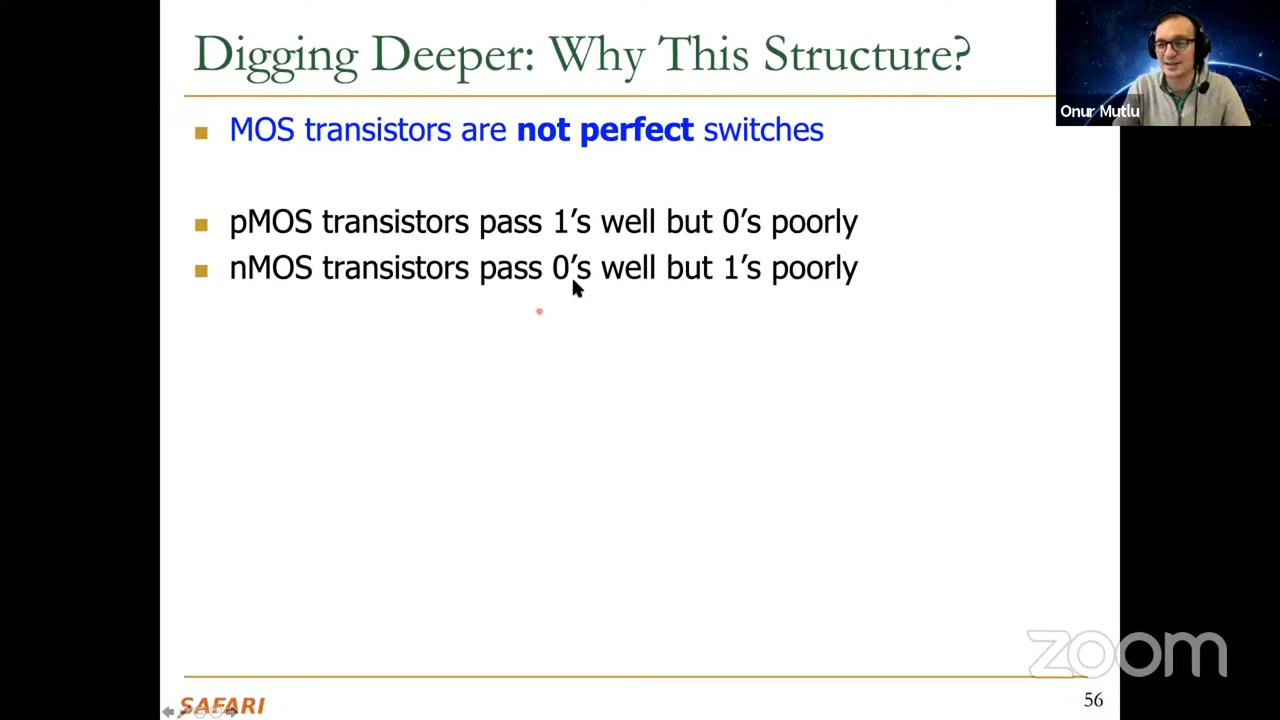 Digging Deeper: Why This Structure?
Onur Mutlu
MOS transistors are not perfect switches
pMOS transistors pass 1’s well but 0’s poorly
nMOS transistors pass 0’s well but 1’s poorly
zoom
SAFARI
56